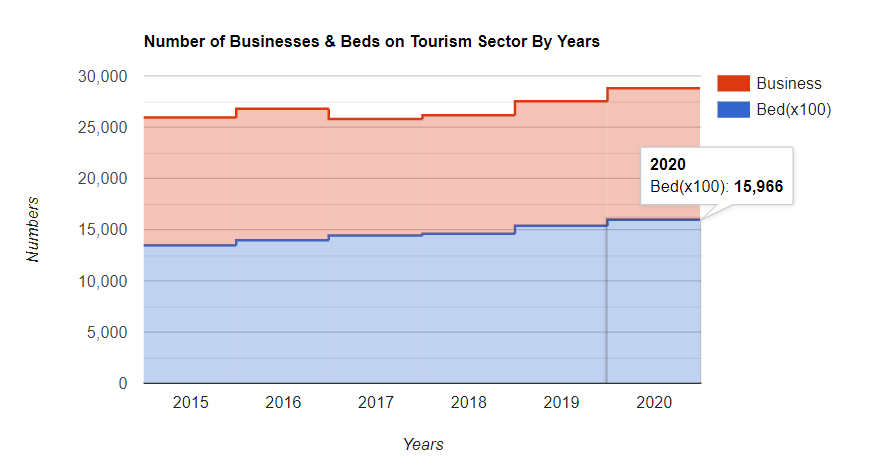 Number of Businesses & Beds on Tourism Sector By Years
30,000
25,000
20,000
15,000
10,000
5,000
0
Numbers
2015 2016 2017 2018 2019 2020
Years
Business
Bed(x100)
2020
Bed(x100): 15,966